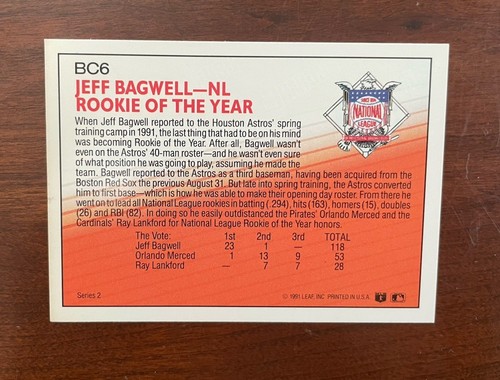 BC6
JEFF BAGWELL—NL
ROOKIE OF THE YEAR
NATIONAL
LEAGUE
When Jeff Bagwell reported to the Houston Astros' spring
training camp in 1991, the last thing that had to be on his mind
was becoming Rookie of the Year. After all, Bagwell wasn't
even on the Astros' 40-man roster—and he wasn't even sure
of what position he was going to play, assuming he made the
team. Bagwell reported to the Astros as a third baseman, having been acquired from the
Boston Red Sox the previous August 31. But late into spring training, the Astros converted
him to first base—which is how he was able to make their opening day roster. From there he
went on to lead all National League rookies in batting (.294), hits (163), homers (15), doubles
(26) and RBI (82). In doing so he easily outdistanced the Pirates' Orlando Merced and the
Cardinals' Ray Lankford for National League Rookie of the Year honors.
The Vote: 1st 2nd 3rd TOTAL
Jeff Bagwell 23 1 — 118
Orlando Merced 1 13 9 53
Ray Lankford — 7 7 28
Series 2 © 1991 LEAF, INC. PRINTED IN U.S.A.